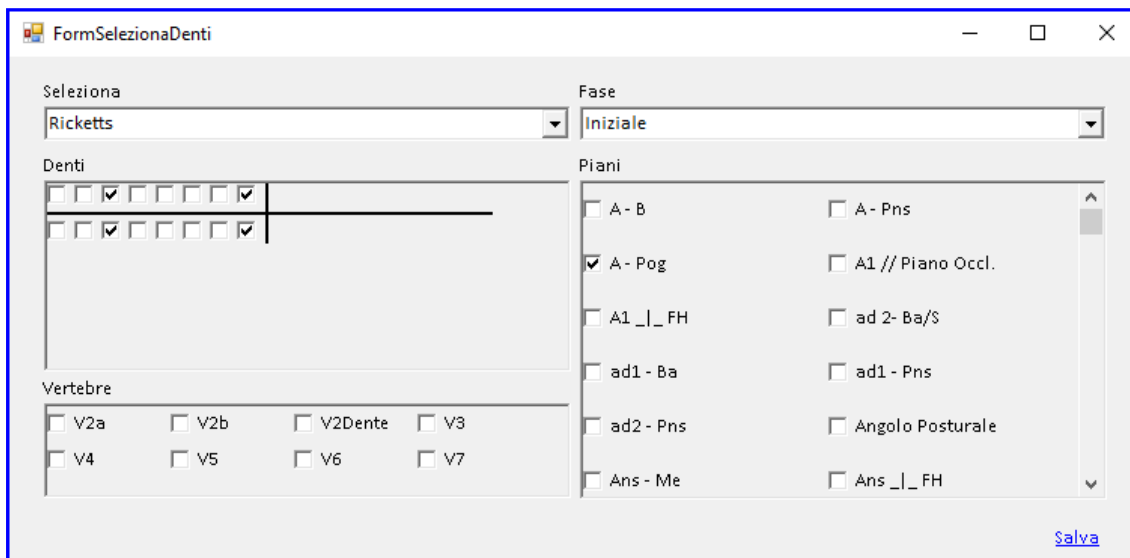 FormSelezionaDenti
Seleziona
Fase
Ricketts
Iniziale
Denti
Piani
A - B
A - Pns
A - Pog
A1 // Piano Occl.
A1 _|_ FH
ad 2- Ba/S
ad1 - Ba
ad1 - Pns
Vertebre
V2a V2b V2Dente V3
ad2 - Pns
Angolo Posturale
V4 V5 V6 V7
Ans - Me
Ans _|_ FH
Salva